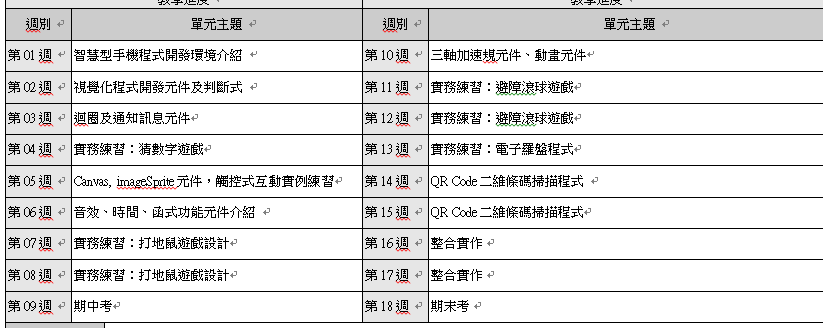 教學進度
週別 單元主題 週別 單元主題
第 01 週 智慧型手機程式開發環境介紹 第 10 週 三軸加速規元件、動畫元件
第 02 週 視覺化程式開發元件及判斷式 第 11 週 實務練習：避障滾球遊戲
第 03 週 迴圈及通知訊息元件 第 12 週 實務練習：避障滾球遊戲
第 04 週 實務練習：猜數字遊戲 第 13 週 實務練習：電子羅盤程式
第 05 週 Canvas, imageSprite 元件，觸控式互動實例練習 第 14 週 QR Code 二維條碼掃描程式
第 06 週 音效、時間、函式功能元件介紹 第 15 週 QR Code 二維條碼掃描程式
第 07 週 實務練習：打地鼠遊戲設計 第 16 週 整合實作
第 08 週 實務練習：打地鼠遊戲設計 第 17 週 整合實作
第 09 週 期中考 第 18 週 期末考